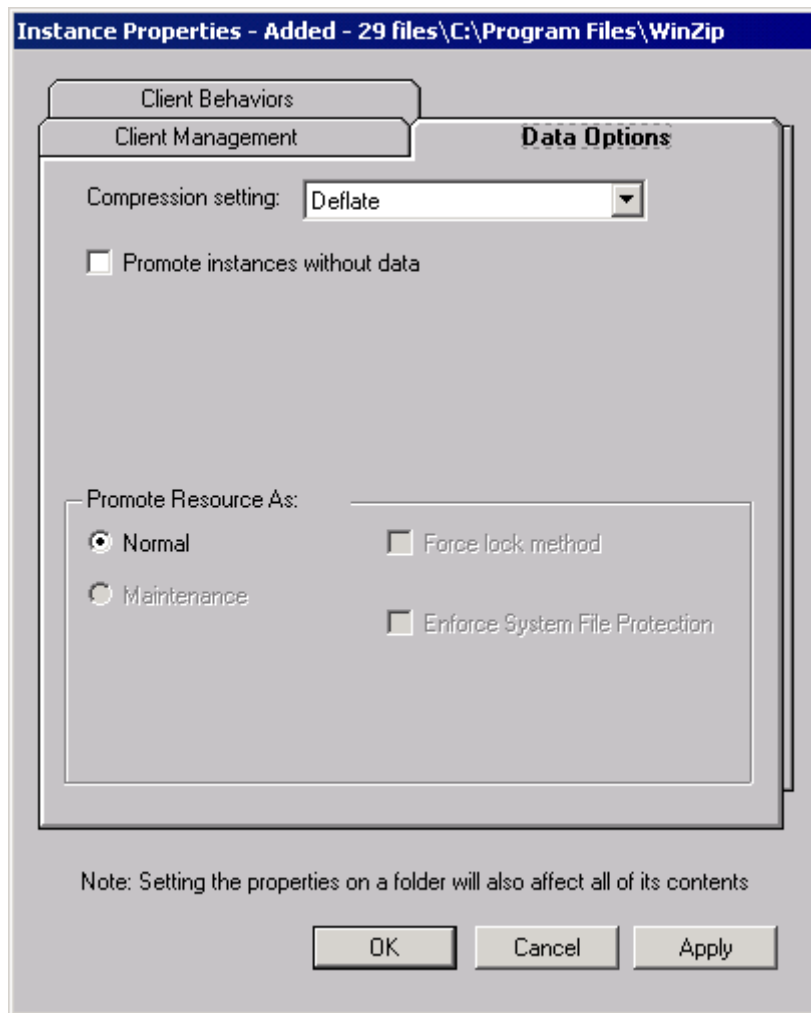 Instance Properties - Added - 29 files\C:\Program Files\WinZip
Client Behaviors
Client Management
Data Options
Compression setting:
Deflate
Promote instances without data
Promote Resource As:
Normal
Force lock method
Maintenance
Enforce System File Protection
Note: Setting the properties on a folder will also affect all of its contents
OK
Cancel
Apply